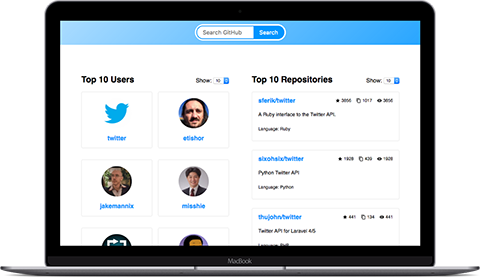 Search GitHub
Search
Top 10 Users
Show: 10
twitter
etishor
jakemannix
misshie
Top 10 Repositories
Show: 10
sferik/twitter
3656 1017 3656
A Ruby interface to the Twitter API.
Language: Ruby
sixohsix/twitter
1928 439 1928
Python Twitter API
Language: Python
thujohn/twitter
441 134 441
Twitter API for Laravel 4/5
MacBook